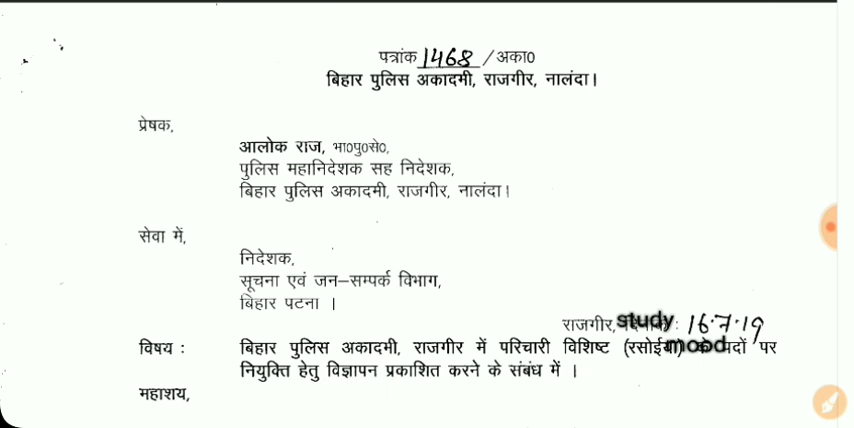 पत्रांक 1468 /अका0
बिहार पुलिस अकादमी, राजगीर, नालंदा।
प्रेषक,
आलोक राज, भा0पु0से0,
पुलिस महानिदेशक सह निदेशक,
बिहार पुलिस अकादमी, राजगीर, नालंदा।
सेवा में,
निदेशक,
सूचना एवं जन–सम्पर्क विभाग,
बिहार पटना ।
राजगीर, दिनांक : 16.7.19
study
विषय : बिहार पुलिस अकादमी, राजगीर में परिचारी विशिष्ट (रसोईया) के पदों पर
mood
नियुक्ति हेतु विज्ञापन प्रकाशित करने के संबंध में ।
महाशय,